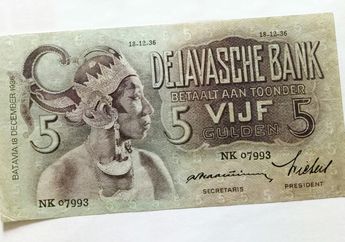 18-12-36 18-12-36
DE JAVASCHE BANK
BETAALT AAN TOONDER
5 5 VIJF 5
GULDEN
BATAVIA 18 DECEMBER 1936
NK 07993
NK 07993
SECRETARIS PRESIDENT